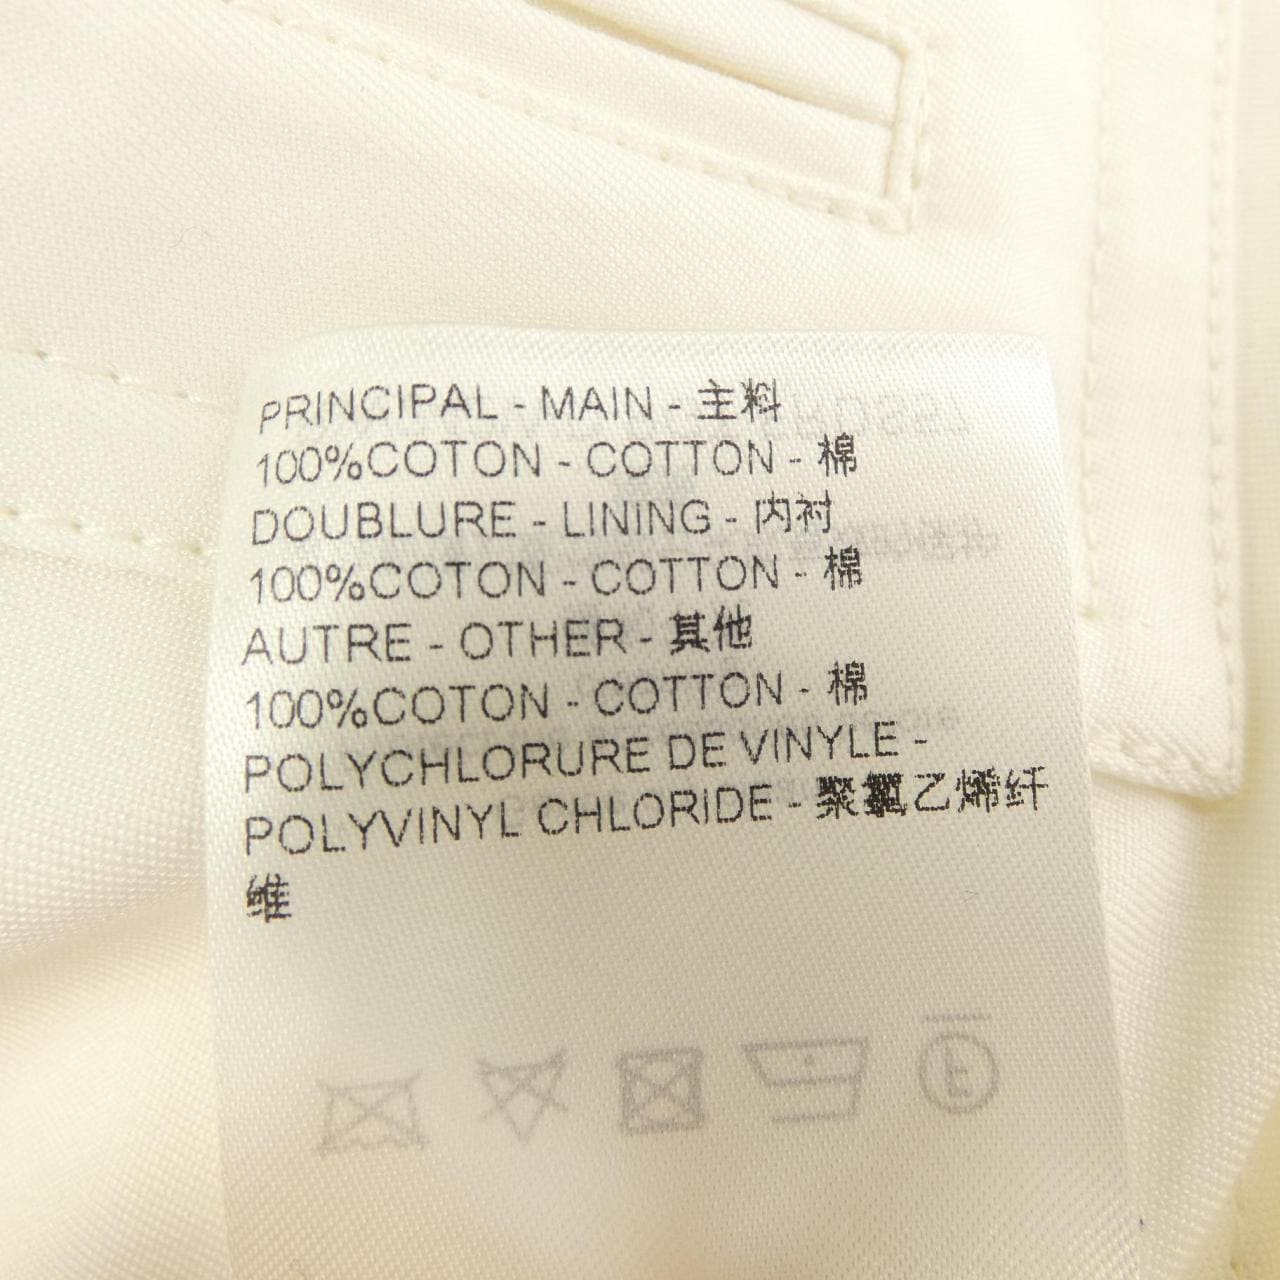 PRINCIPAL - MAIN - 主料
100%COTON - COTTON - 棉
DOUBLURE - LINING - 内衬
100%COTON - COTTON - 棉
AUTRE - OTHER - 其他
100%COTON - COTTON - 棉
POLYCHLORURE DE VINYLE -
POLYVINYL CHLORIDE - 聚氯乙烯纤
维